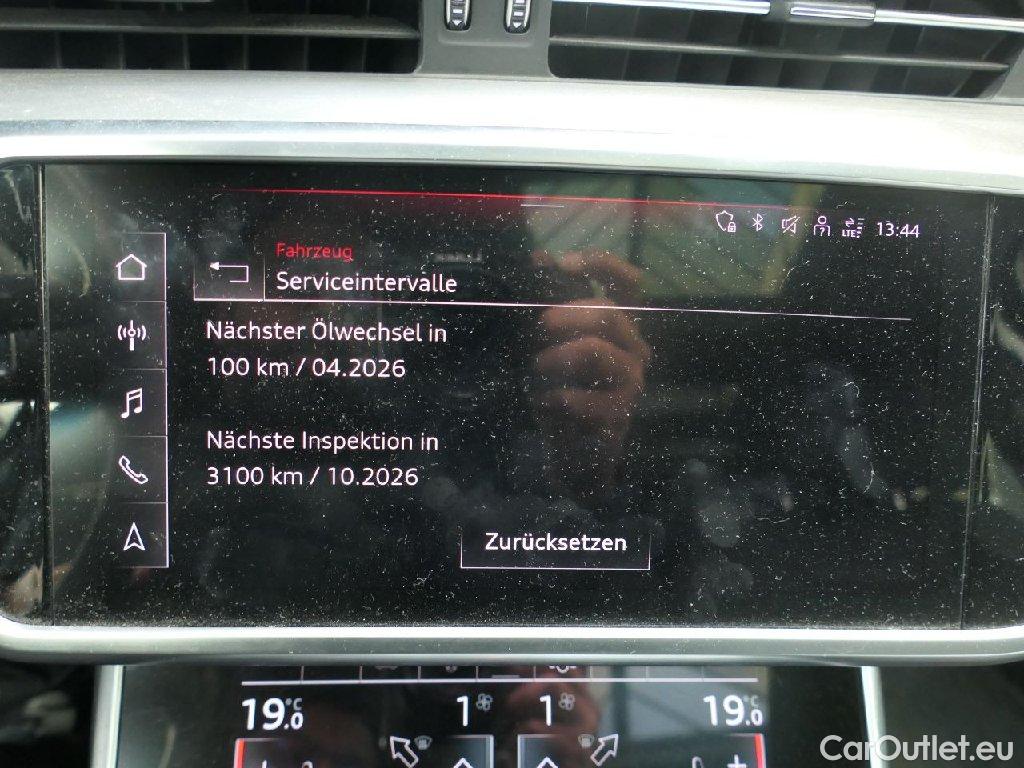 13:44
Fahrzeug
Serviceintervalle
Nächster Ölwechsel in
100 km / 04.2026
Nächste Inspektion in
3100 km / 10.2026
Zurücksetzen
19.0 °C 1 1 19.0 °C
CarOutlet.eu